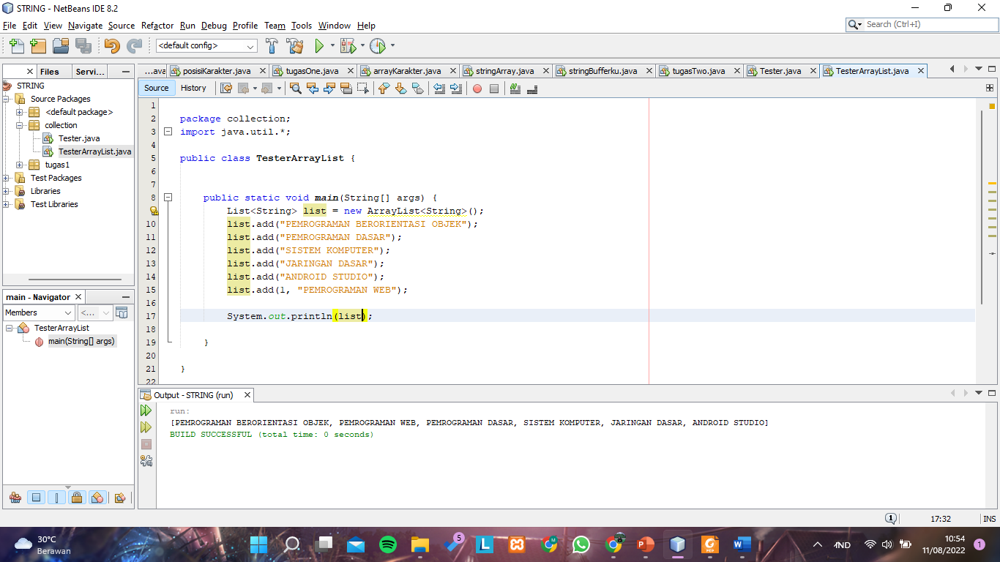 STRING - NetBeans IDE 8.2
File Edit View Navigate Source Refactor Run Debug Profile Team Tools Window Help
Search (Ctrl+I)
<default config>
Files Servi...
...ava posisiKarakter.java tugasOne.java arrayKarakter.java stringArray.java stringBufferku.java tugasTwo.java Tester.java TesterArrayList.java
Source History
STRING
Source Packages
<default package>
collection
Tester.java
TesterArrayList.java
tugas1
Test Packages
Libraries
Test Libraries
1
2 package collection;
3 import java.util.*;
4
5 public class TesterArrayList {
6
7
8 public static void main(String[] args) {
List<String> list = new ArrayList<String>();
10 list.add("PEMROGRAMAN BERORIENTASI OBJEK");
11 list.add("PEMROGRAMAN DASAR");
12 list.add("SISTEM KOMPUTER");
13 list.add("JARINGAN DASAR");
14 list.add("ANDROID STUDIO");
15 list.add(1, "PEMROGRAMAN WEB");
16
17 System.out.println(list);
18
19 }
20
21 }
22
main - Navigator
Members <...
TesterArrayList
main(String[] args)
Output - STRING (run)
run:
[PEMROGRAMAN BERORIENTASI OBJEK, PEMROGRAMAN WEB, PEMROGRAMAN DASAR, SISTEM KOMPUTER, JARINGAN DASAR, ANDROID STUDIO]
BUILD SUCCESSFUL (total time: 0 seconds)
1 17:32 INS
30°C
Berawan
5
L
M
P
PDF
W
IND
10:54
11/08/2022
1